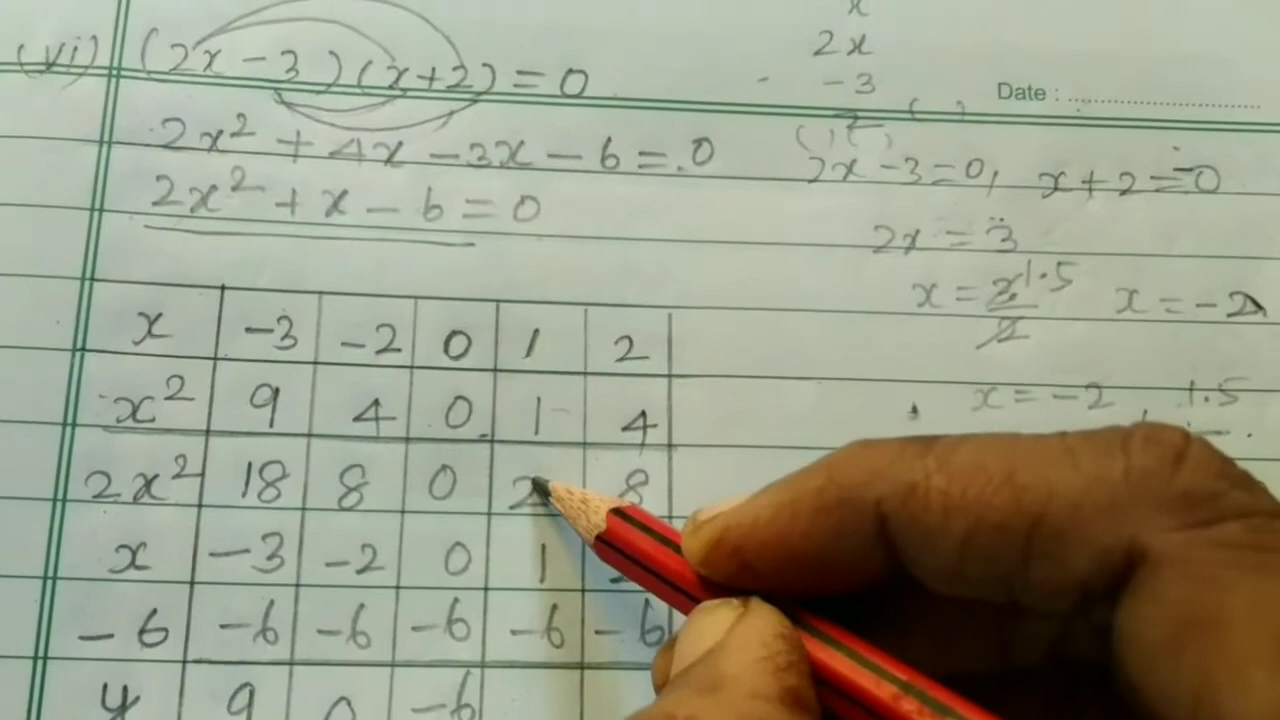 x
2x
-3
(vi) (2x-3)(x+2)=0
Date :
2x² + 4x - 3x - 6 = 0
2x-3=0, x+2=0
2x² + x - 6 = 0
2x = 3
x = 3/2 1.5 x = -2
x -3 -2 0 1 2
x² 9 4 0 1 4
x = -2, 1.5
2x² 18 8 0 2 8
x -3 -2 0 1
-6 -6 -6 -6 -6 -6
y 9 0 -6